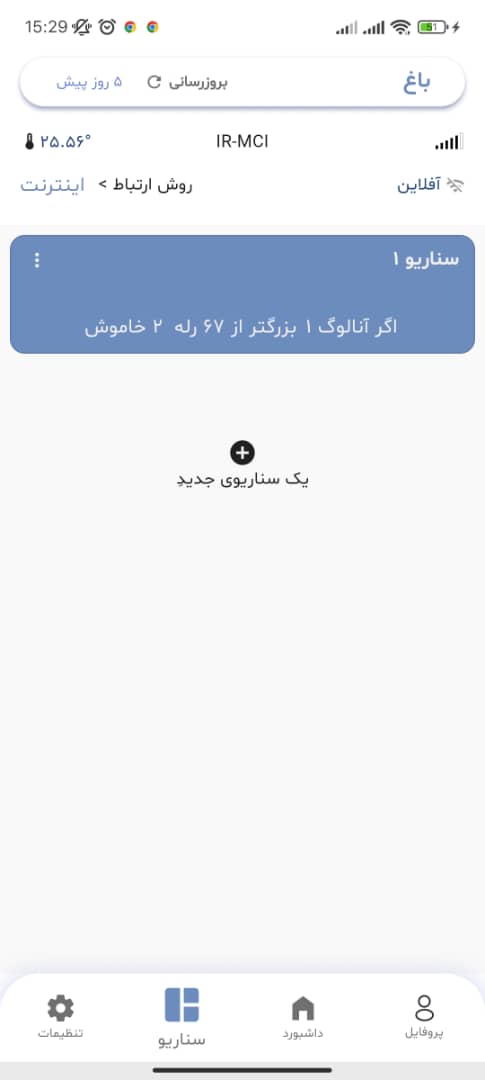 15:29
51
باغ
بروزرسانی
۵ روز پیش
IR-MCI
۲۵.۵۶°
آفلاین
روش ارتباط > اینترنت
سناریو ۱
اگر آنالوگ ۱ بزرگتر از ۶۷ رله ۲ خاموش
یک سناریوی جدیدِ
پروفایل
داشبورد
سناریو
تنظیمات